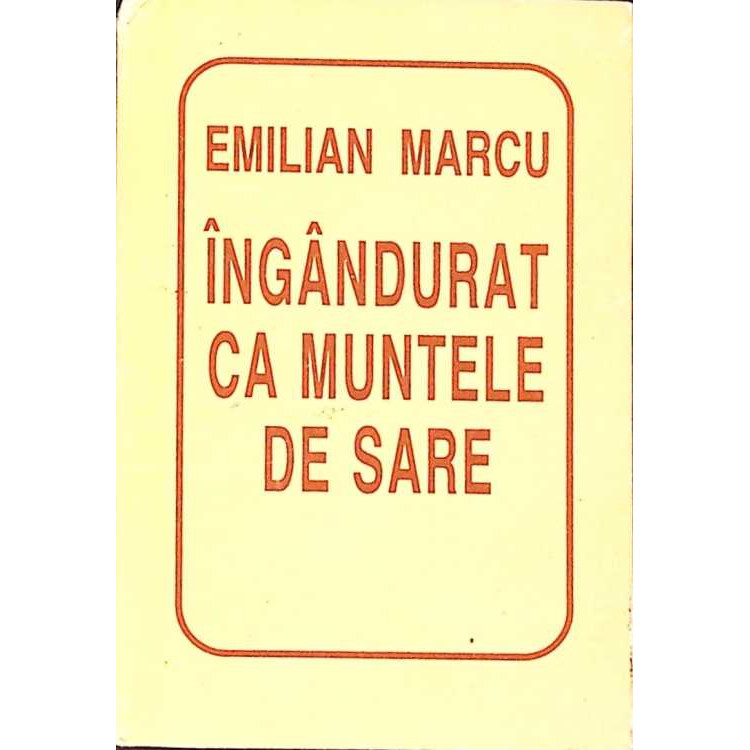 EMILIAN MARCU
ÎNGÂNDURAT
CA MUNTELE
DE SARE